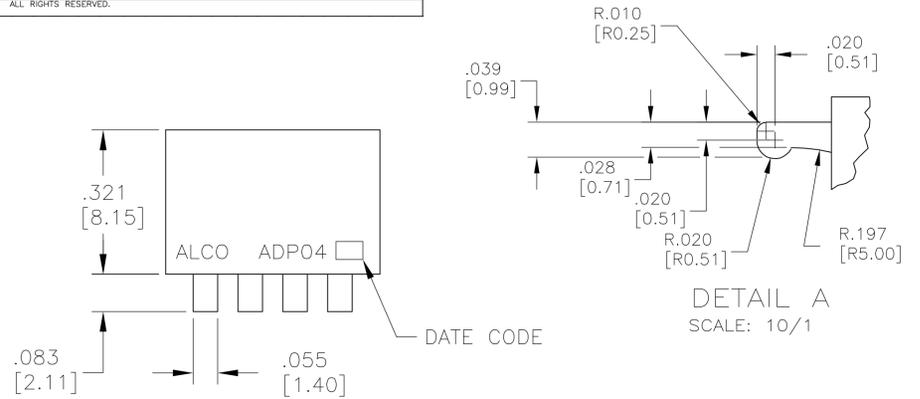 ALL RIGHTS RESERVED.
R.010
[R0.25]
.020
[0.51]
.039
[0.99]
.028
[0.71]
.020
[0.51]
R.020
[R0.51]
R.197
[R5.00]
DETAIL A
SCALE: 10/1
.321
[8.15]
ALCO ADP04
DATE CODE
.083
[2.11]
.055
[1.40]